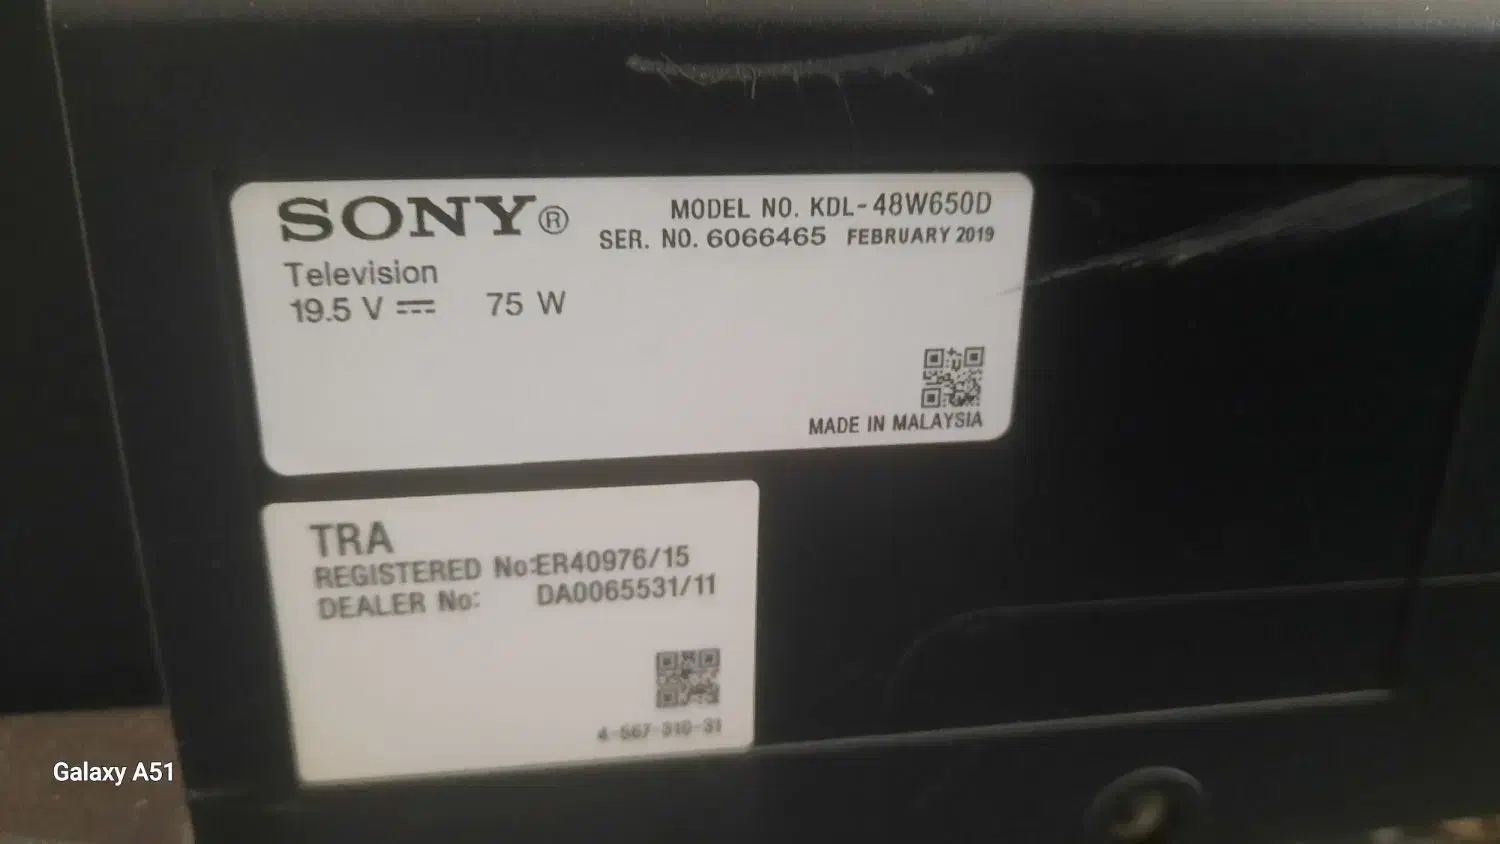 SONY®
MODEL NO. KDL-48W650D
SER. NO. 6066465 FEBRUARY 2019
Television
19.5 V ⎓ 75 W
MADE IN MALAYSIA
TRA
REGISTERED No:ER40976/15
DEALER No: DA0065531/11
4-567-310-31
Galaxy A51